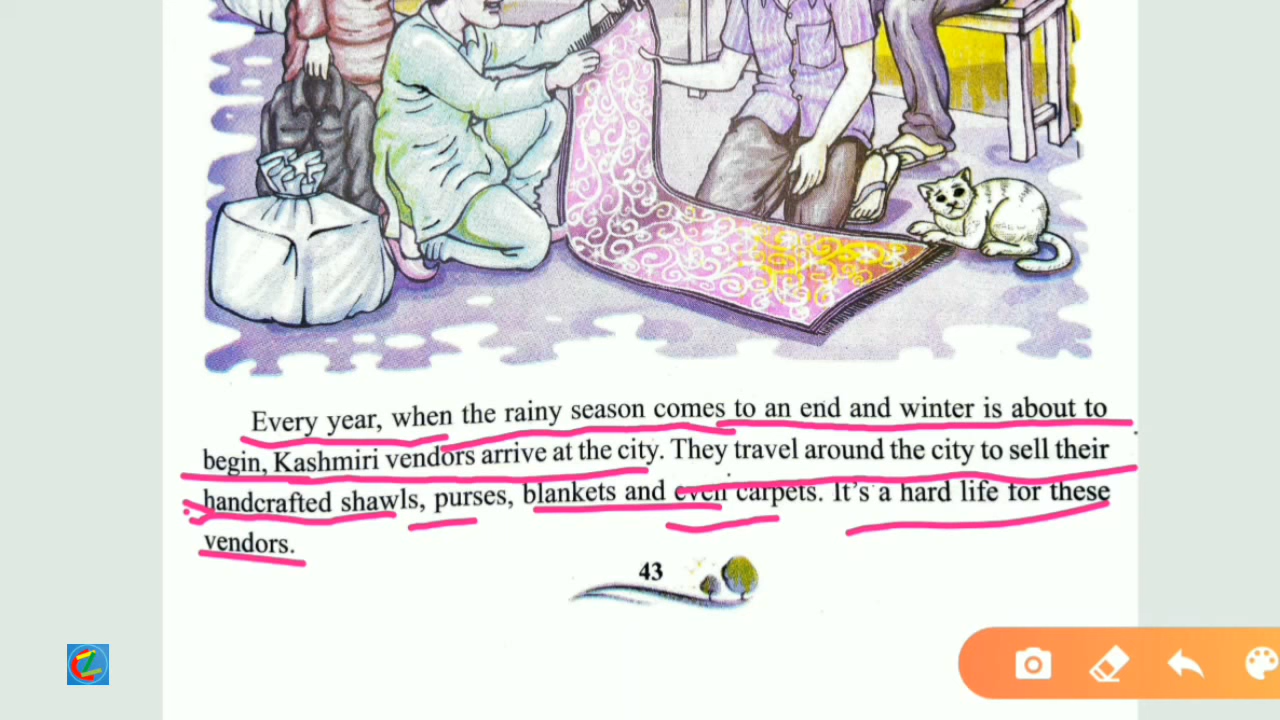 Every year, when the rainy season comes to an end and winter is about to
begin, Kashmiri vendors arrive at the city. They travel around the city to sell their
handcrafted shawls, purses, blankets and even carpets. It's a hard life for these
vendors.
43